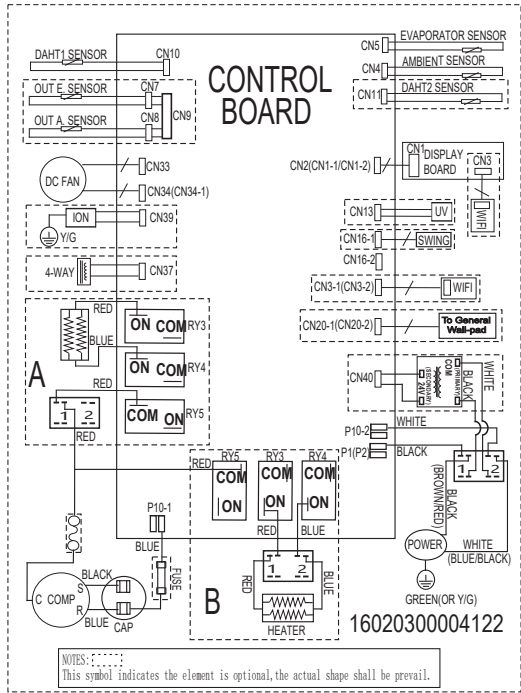 DAHT1 SENSOR
CN10
OUT E. SENSOR
CN7
CN9
OUT A. SENSOR
CN8
CONTROL
BOARD
EVAPORATOR SENSOR
CN5
AMBIENT SENSOR
CN4
DAHT2 SENSOR
CN11
DC FAN
CN33
CN34(CN34-1)
ION
CN39
Y/G
4-WAY
CN37
CN2(CN1-1/CN1-2)
CN1
DISPLAY
BOARD
CN3
WIFI
CN13
UV
CN16-1
SWING
CN16-2
CN3-1(CN3-2)
WIFI
CN20-1(CN20-2)
To General
Wall-pad
CN40
24V
COM
(SECONDARY)
(PRIMARY)
BLACK
WHITE
A
RED
ON COM
RY3
BLUE
ON COM
RY4
RED
COM ON
RY5
1 2
RED
P10-2
WHITE
P1(P2)
BLACK
1 2
BLACK
(BROWN/RED)
WHITE
(BLUE/BLACK)
POWER
GREEN(OR Y/G)
RED
RY5
COM
ON
RY3
COM
ON
RY4
COM
ON
RED
BLUE
1 2
RED
BLUE
HEATER
B
P10-1
BLUE
FUSE
C COMP
S
R
BLACK
BLUE
CAP
16020300004122
NOTES:
This symbol indicates the element is optional,the actual shape shall be prevail.